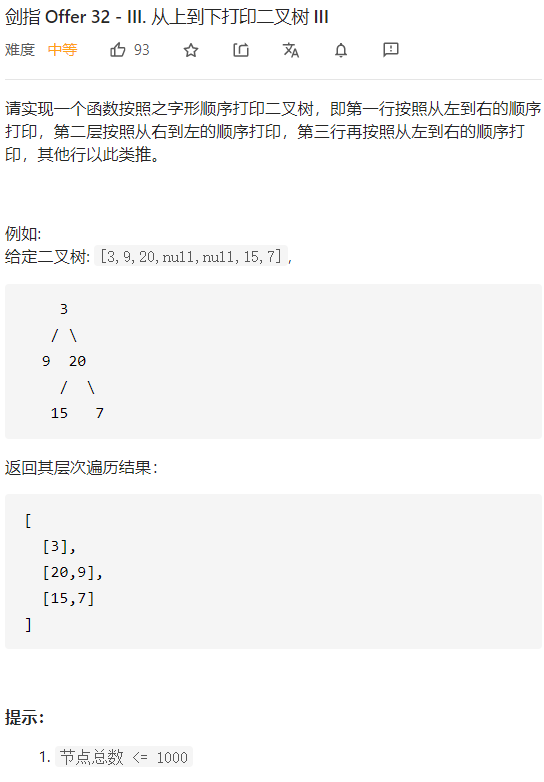 剑指 Offer 32 - III. 从上到下打印二叉树 III
难度 中等 93
请实现一个函数按照之字形顺序打印二叉树，即第一行按照从左到右的顺序
打印，第二层按照从右到左的顺序打印，第三行再按照从左到右的顺序打
印，其他行以此类推。
例如:
给定二叉树: [3,9,20,null,null,15,7],
3
/ \
9 20
/ \
15 7
返回其层次遍历结果：
[
[3],
[20,9],
[15,7]
]
提示：
1. 节点总数 <= 1000